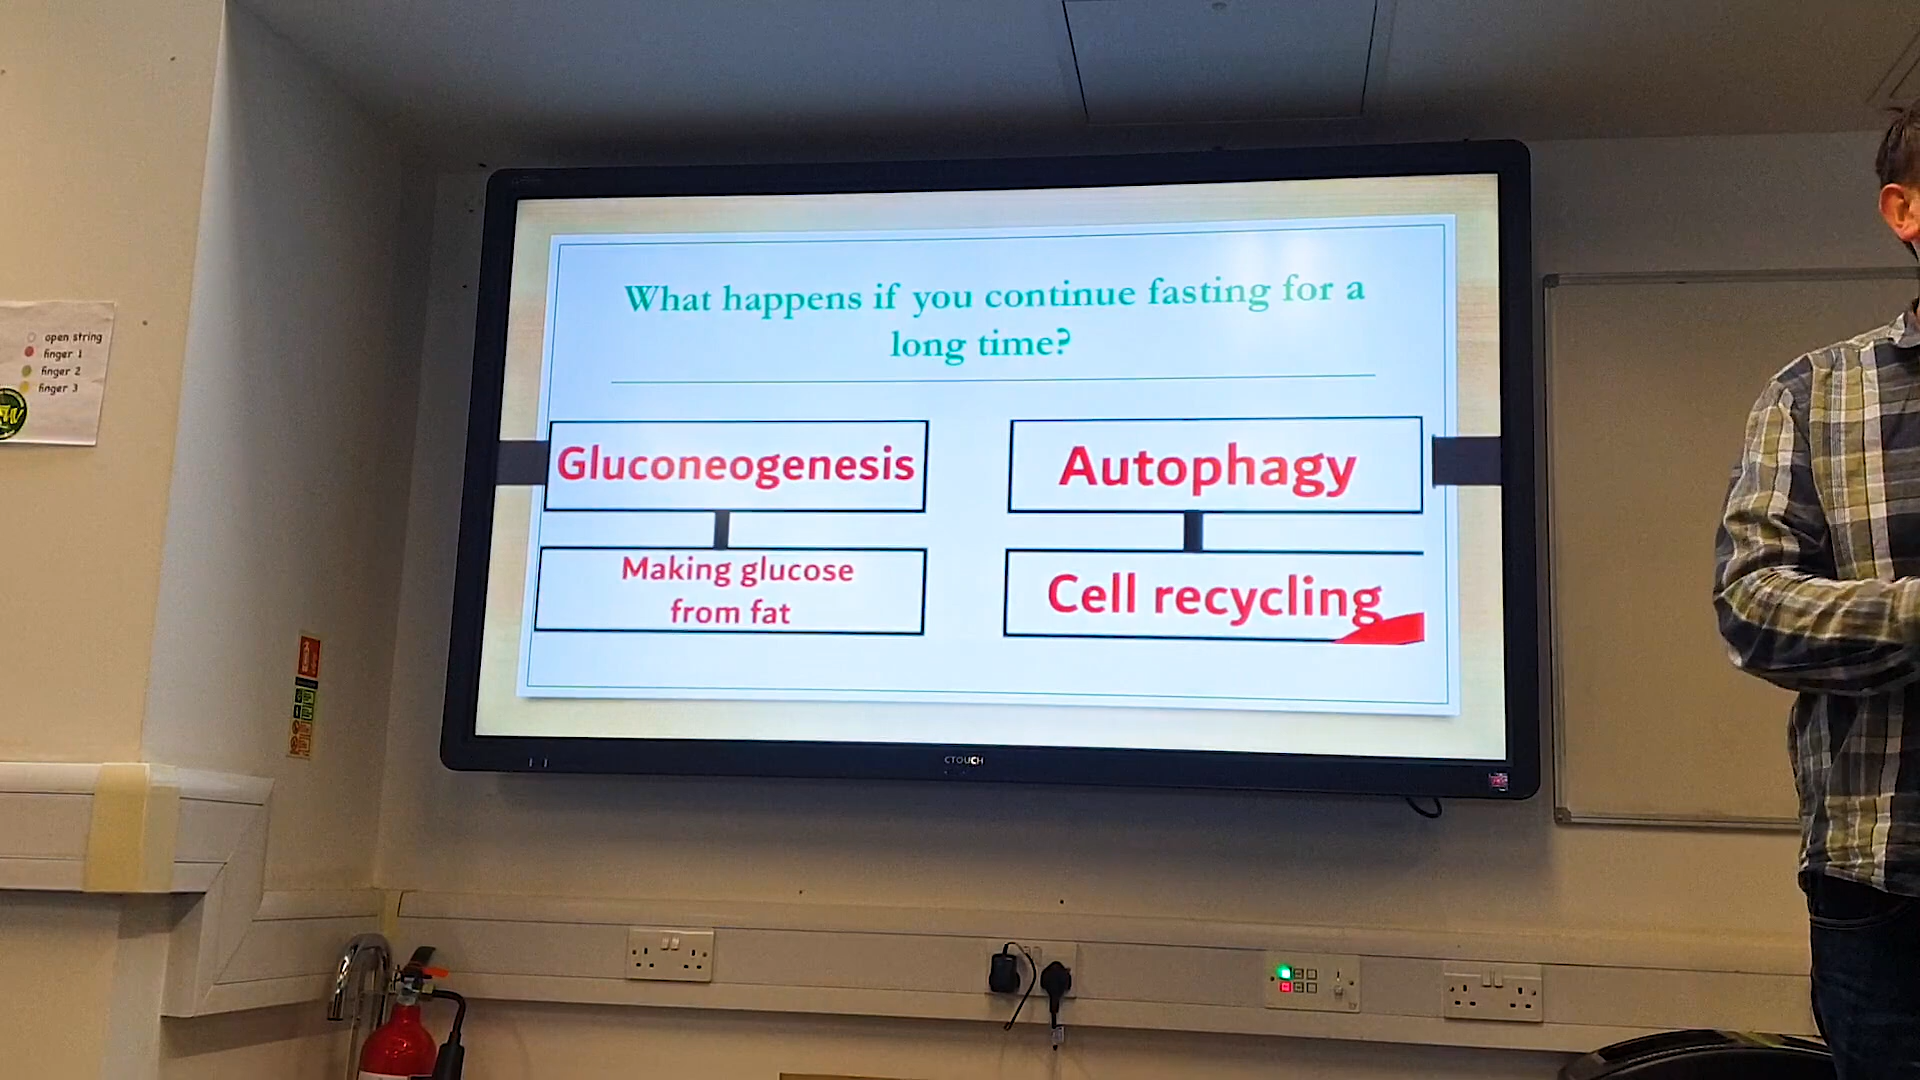 What happens if you continue fasting for a
long time?
Gluconeogenesis
Autophagy
Making glucose
from fat
Cell recycling
open string
finger 1
finger 2
finger 3
CTOUCH